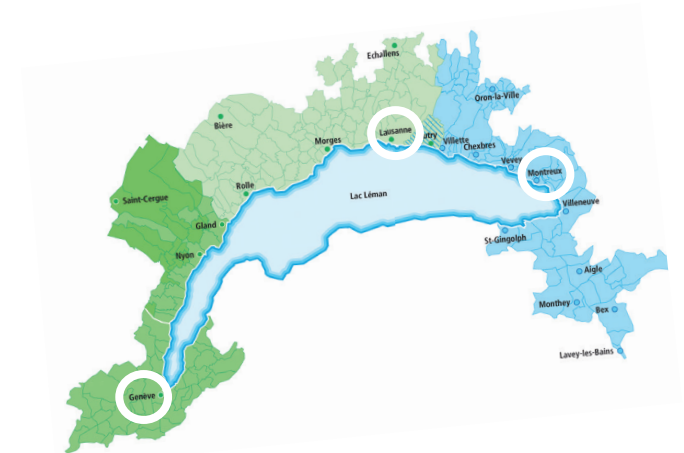 Echallens
Oron-la-Ville
Bière
Lausanne
utry
Villette
Morges
Chexbres
Vevey
Montreux
Rolle
Lac Léman
Saint-Cergue
Villeneuve
Gland
St-Gingolph
Nyon
Aigle
Monthey
Bex
Lavey-les-Bains
Genève